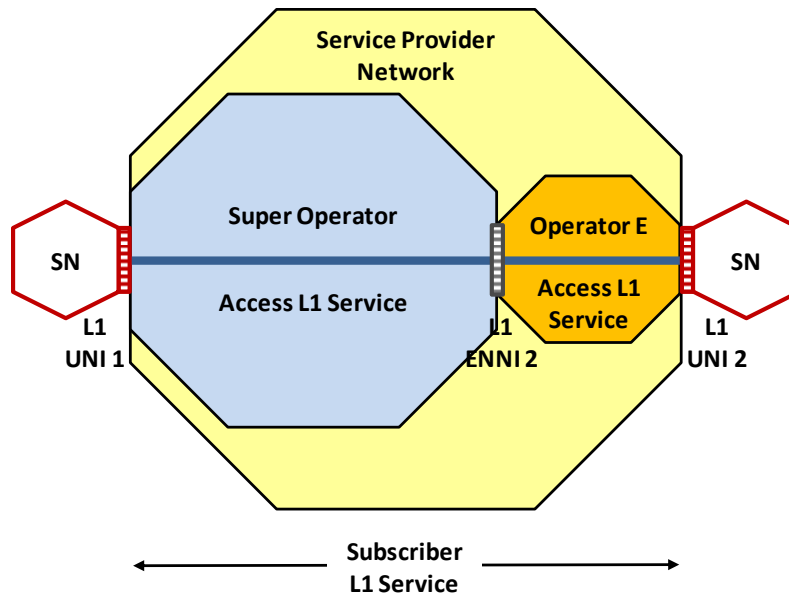 Service Provider
Network
Super Operator
Operator E
SN
SN
Access L1 Service
Access L1
Service
L1
UNI 1
L1
ENNI 2
L1
UNI 2
Subscriber
L1 Service